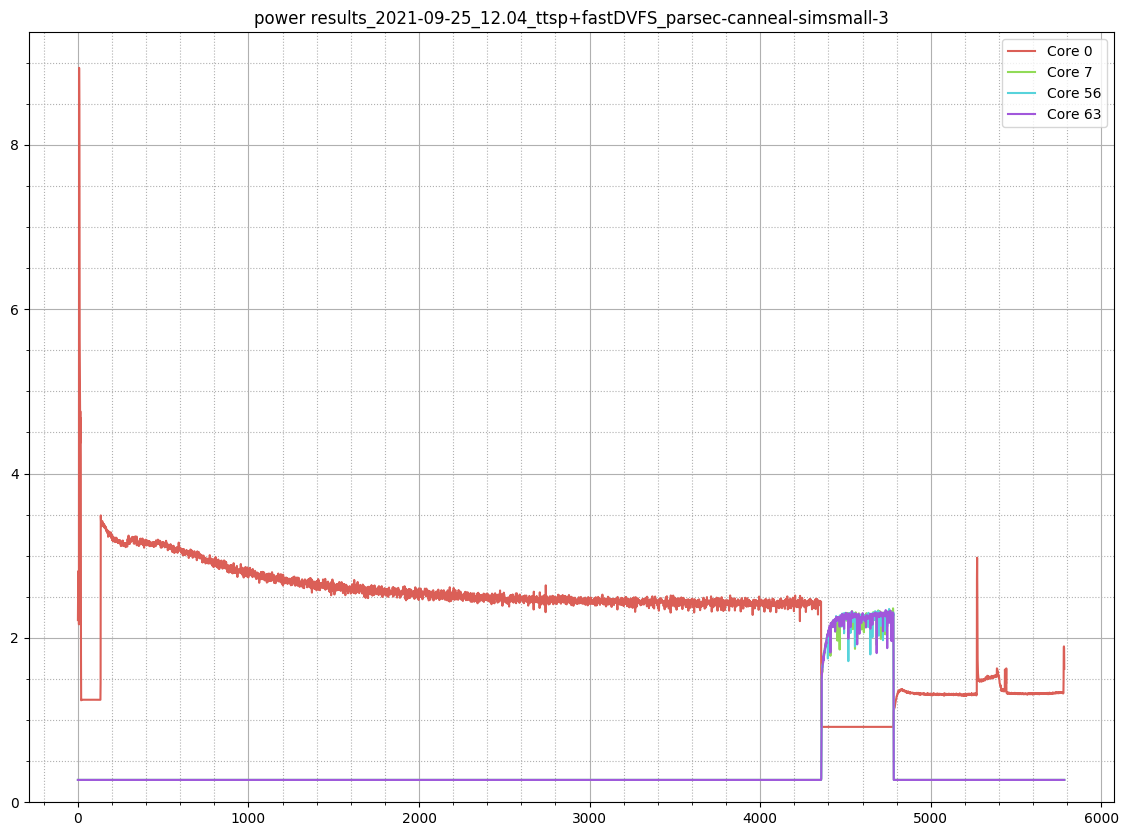 power results_2021-09-25_12.04_ttsp+fastDVFS_parsec-canneal-simsmall-3
Core 0
Core 7
Core 56
Core 63
8
6
4
2
0
0
1000
2000
3000
4000
5000
6000